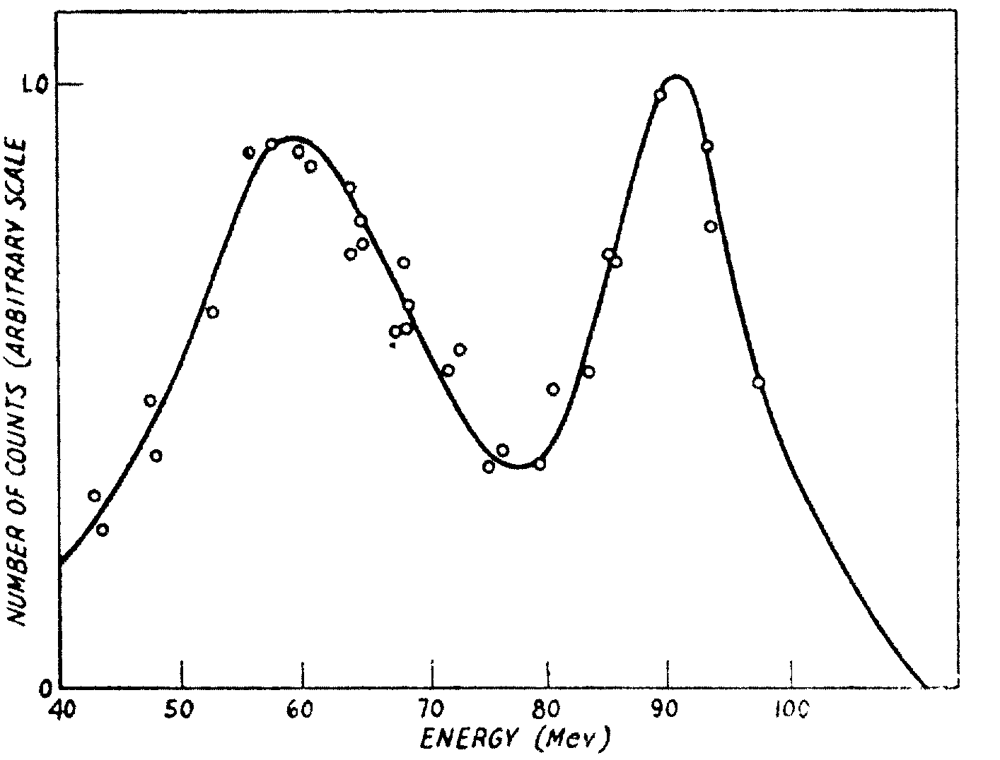 1.0
NUMBER OF COUNTS (ARBITRARY SCALE
0
40 50 60 70 80 90 100
ENERGY (Mev)